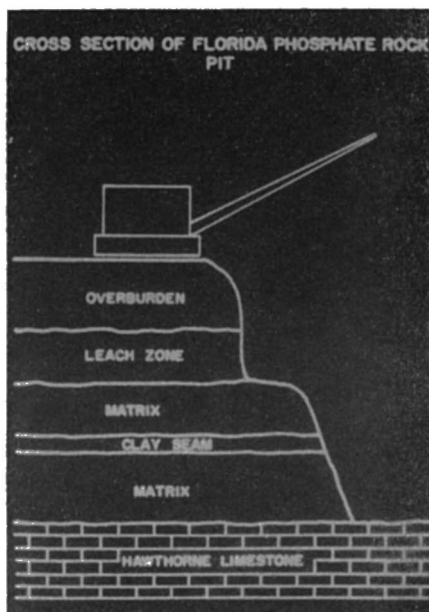 CROSS SECTION OF FLORIDA PHOSPHATE ROCK
PIT
OVERBURDEN
LEACH ZONE
MATRIX
CLAY SEAM
MATRIX
HAWTHORNE LIMESTONE